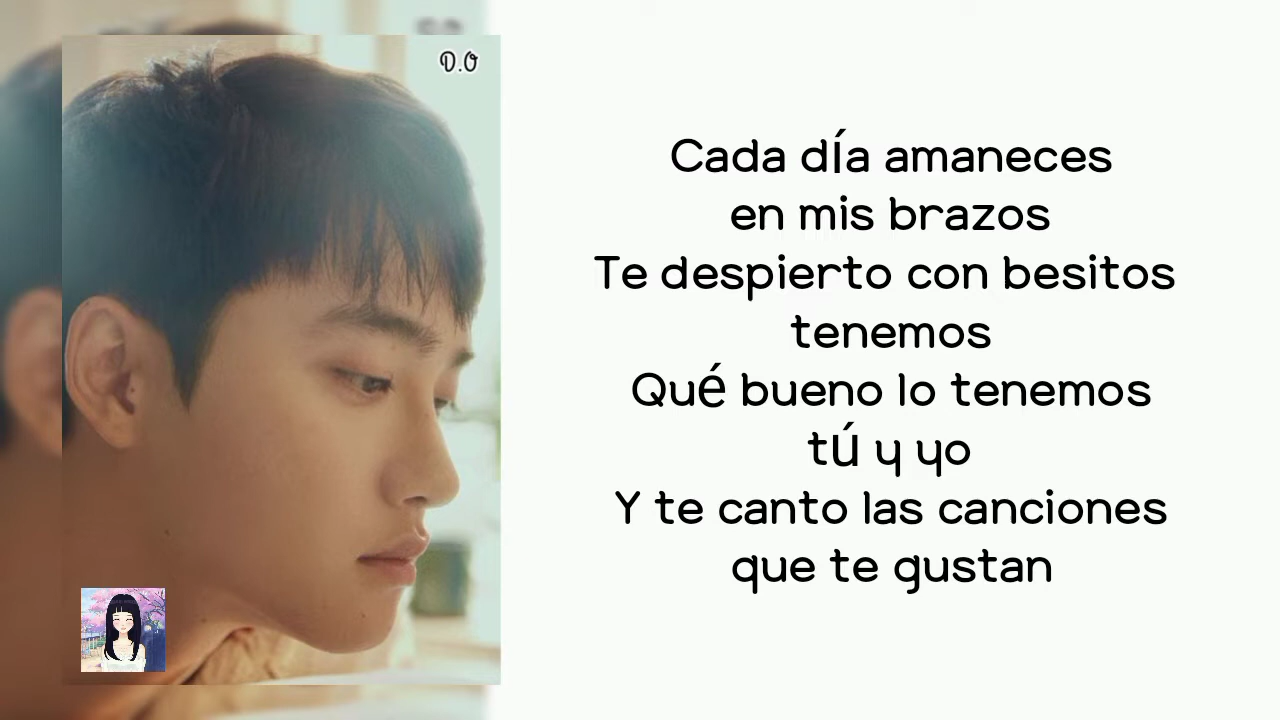 D.O
Cada día amaneces
en mis brazos
Te despierto con besitos
tenemos
Qué bueno lo tenemos
tú y yo
Y te canto las canciones
que te gustan